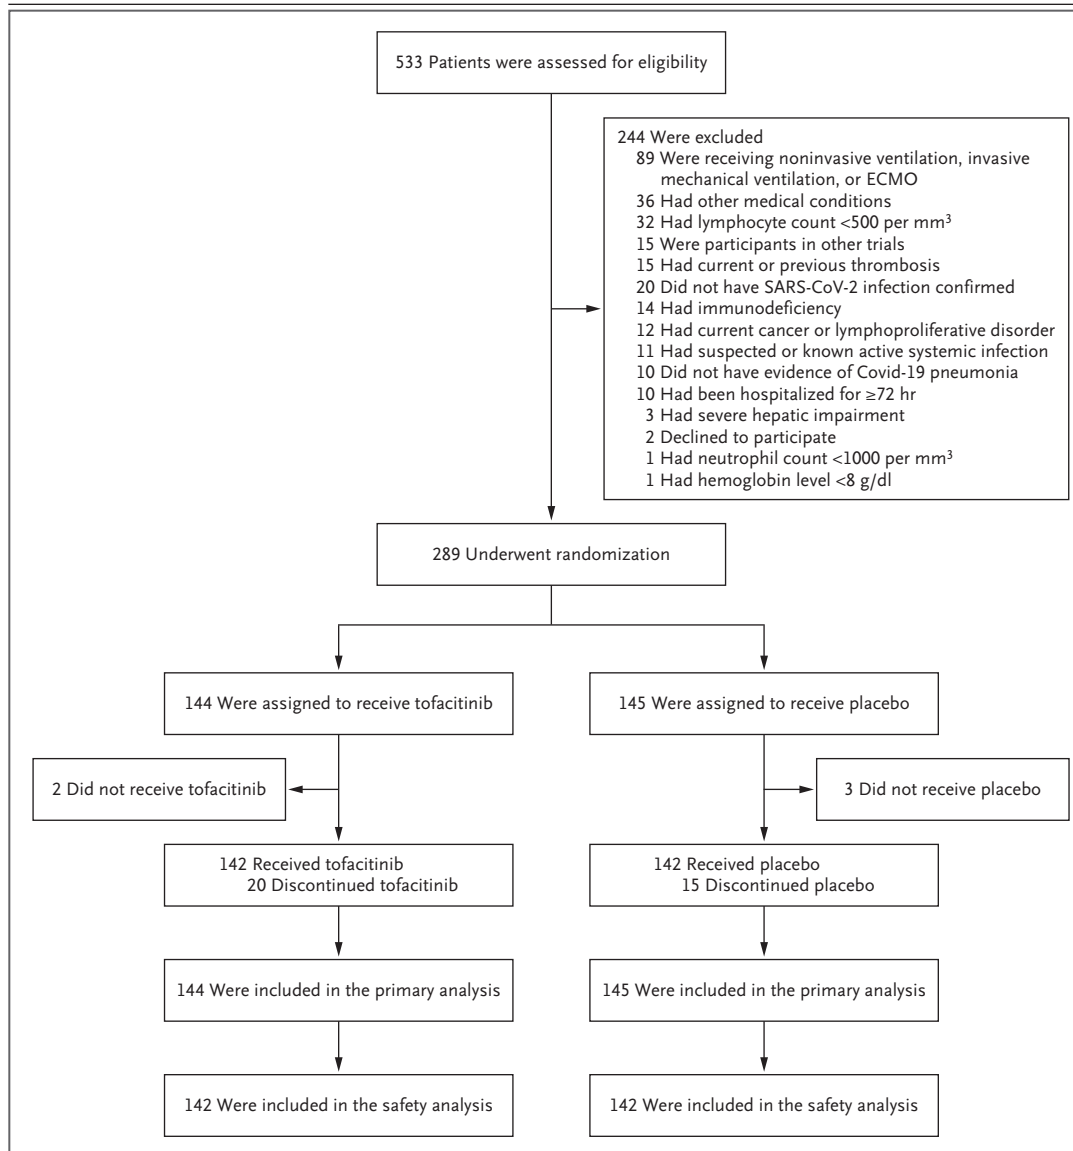 533 Patients were assessed for eligibility
244 Were excluded
89 Were receiving noninvasive ventilation, invasive
mechanical ventilation, or ECMO
36 Had other medical conditions
32 Had lymphocyte count <500 per mm³
15 Were participants in other trials
15 Had current or previous thrombosis
20 Did not have SARS-CoV-2 infection confirmed
14 Had immunodeficiency
12 Had current cancer or lymphoproliferative disorder
11 Had suspected or known active systemic infection
10 Did not have evidence of Covid-19 pneumonia
10 Had been hospitalized for ≥72 hr
3 Had severe hepatic impairment
2 Declined to participate
1 Had neutrophil count <1000 per mm³
1 Had hemoglobin level <8 g/dl
289 Underwent randomization
144 Were assigned to receive tofacitinib
145 Were assigned to receive placebo
2 Did not receive tofacitinib
3 Did not receive placebo
142 Received tofacitinib
20 Discontinued tofacitinib
142 Received placebo
15 Discontinued placebo
144 Were included in the primary analysis
145 Were included in the primary analysis
142 Were included in the safety analysis
142 Were included in the safety analysis